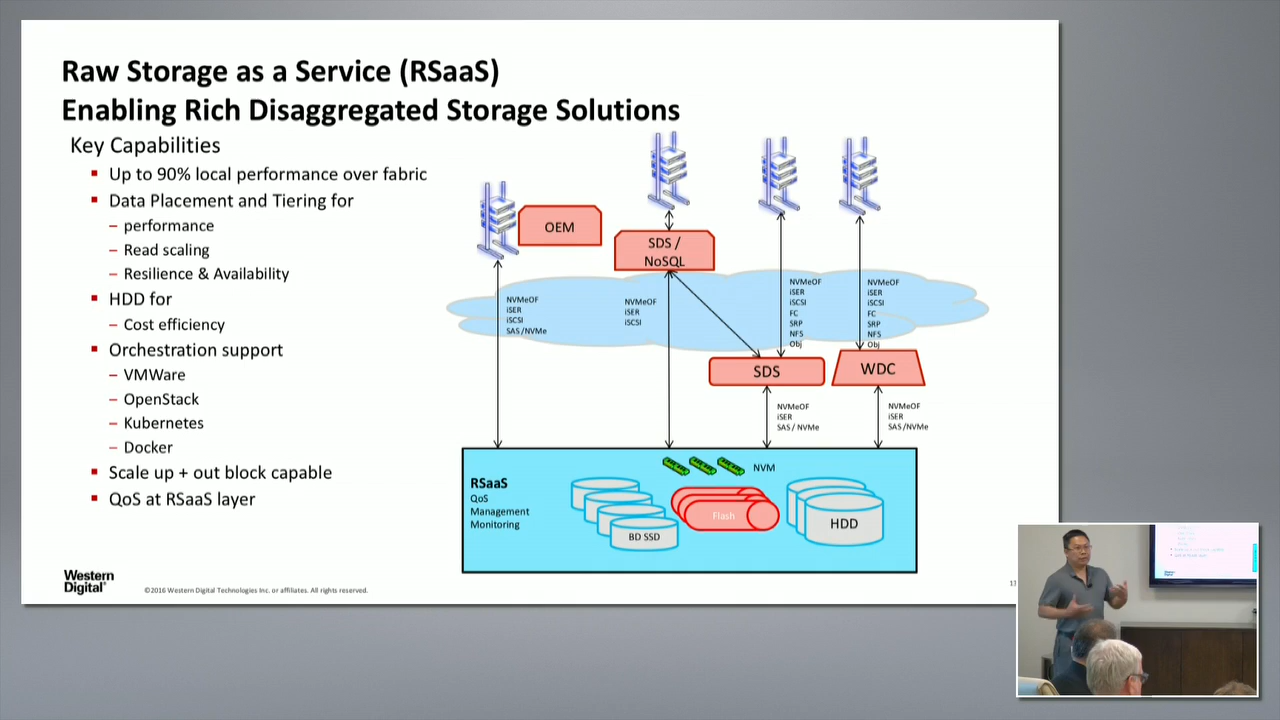 Raw Storage as a Service (RSaaS)
Enabling Rich Disaggregated Storage Solutions
Key Capabilities
Up to 90% local performance over fabric
Data Placement and Tiering for
– performance
– Read scaling
– Resilience & Availability
HDD for
– Cost efficiency
Orchestration support
– VMWare
– OpenStack
– Kubernetes
– Docker
Scale up + out block capable
QoS at RSaaS layer
OEM
SDS /
NoSQL
NVMeOF
iSER
iSCSI
SAS /NVMe
NVMeOF
iSER
iSCSI
NVMeOF
iSER
iSCSI
FC
SRP
NFS
Obj
NVMeOF
iSER
iSCSI
FC
SRP
NFS
Obj
SDS
WDC
NVMeOF
iSER
SAS / NVMe
NVMeOF
iSER
SAS /NVMe
RSaaS
QoS
Management
Monitoring
NVM
BD SSD
Flash
HDD
Western
Digital®
©2016 Western Digital Technologies Inc. or affiliates. All rights reserved.